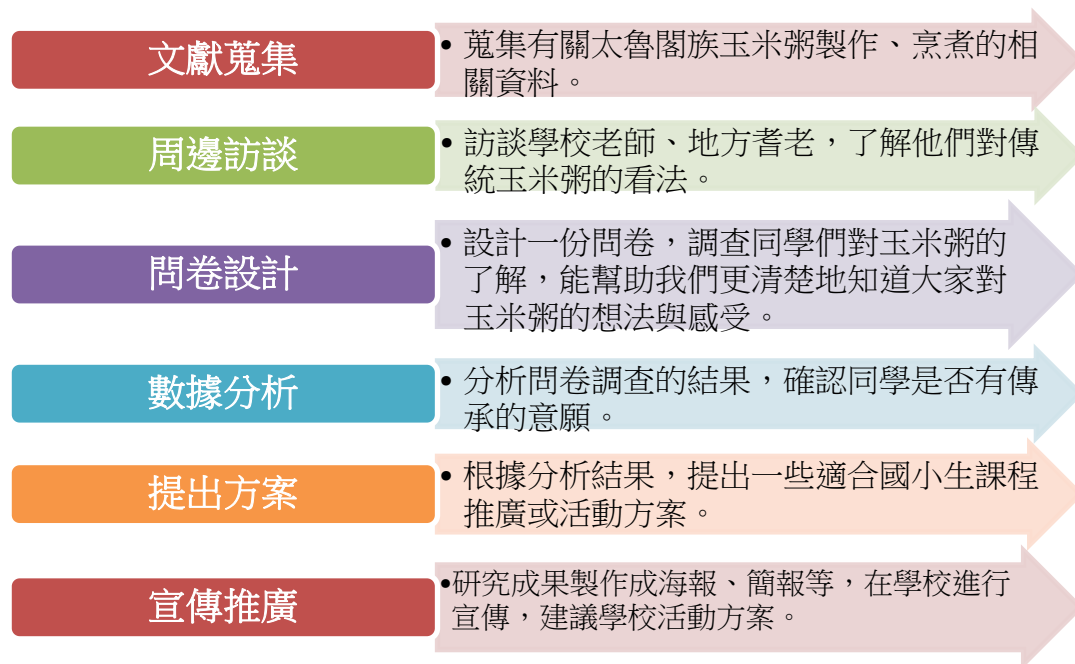 文獻蒐集
•蒐集有關太魯閣族玉米粥製作、烹煮的相
關資料。
周邊訪談
•訪談學校老師、地方耆老，了解他們對傳
統玉米粥的看法。
問卷設計
•設計一份問卷，調查同學們對玉米粥的
了解，能幫助我們更清楚地知道大家對
玉米粥的想法與感受。
數據分析
•分析問卷調查的結果，確認同學是否有傳
承的意願。
提出方案
•根據分析結果，提出一些適合國小生課程
推廣或活動方案。
宣傳推廣
•研究成果製作成海報、簡報等，在學校進行
宣傳，建議學校活動方案。